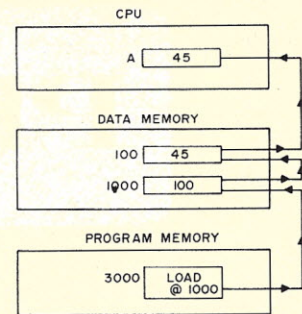 CPU
A 45
DATA MEMORY
100 45
1000 100
PROGRAM MEMORY
3000 LOAD
@ 1000